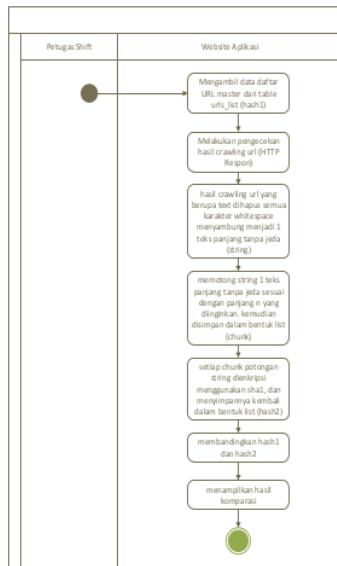 Petugas Shift
Website Aplikasi
Mengambil data daftar
URL master dari table
urls_list (hash1)
Melakukan pengecekan
hasil crawling url (HTTP
Respon)
hasil crawling url yang
berupa text dihapus semua
karakter whitespace
menyambung menjadi 1
teks panjang tanpa jeda
(string)
memotong string 1 teks
panjang tanpa jeda sesuai
dengan panjang n yang
diinginkan. kemudian
disimpan dalam bentuk list
(chunk)
setiap chunk potongan
string dienkripsi
menggunakan sha1, dan
menyimpannya kembali
dalam bentuk list (hash2)
membandingkan hash1
dan hash2
menampilkan hasil
komparasi